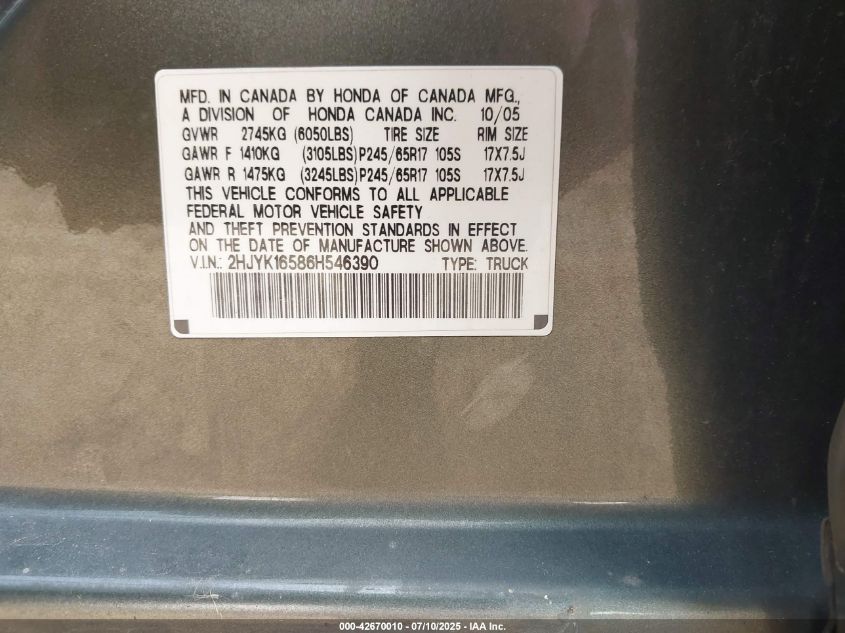 MFD. IN CANADA BY HONDA OF CANADA MFG.,
A DIVISION OF HONDA CANADA INC. 10/05
GVWR 2745KG (6050LBS) TIRE SIZE RIM SIZE
GAWR F 1410KG (3105LBS) P245/65R17 105S 17X7.5J
GAWR R 1475KG (3245LBS) P245/65R17 105S 17X7.5J
THIS VEHICLE CONFORMS TO ALL APPLICABLE
FEDERAL MOTOR VEHICLE SAFETY
AND THEFT PREVENTION STANDARDS IN EFFECT
ON THE DATE OF MANUFACTURE SHOWN ABOVE.
V.I.N.: 2HJYK16586H546390 TYPE: TRUCK
000-42670010 - 07/10/2025 - IAA Inc.